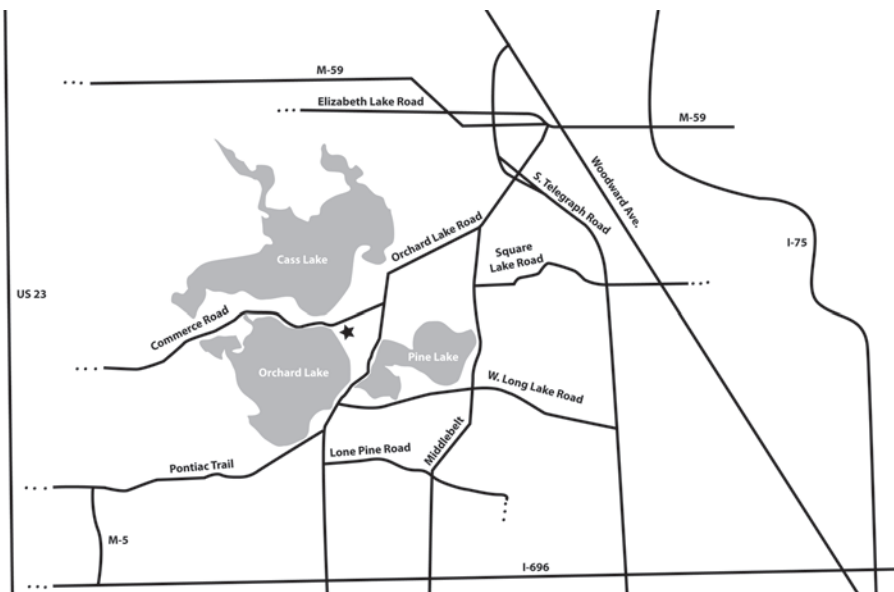 M-59
Elizabeth Lake Road
M-59
Woodward Ave.
S. Telegraph Road
Orchard Lake Road
Square
Lake Road
I-75
Cass Lake
US 23
Commerce Road
Pine Lake
Orchard Lake
W. Long Lake Road
Middlebelt
Lone Pine Road
Pontiac Trail
M-5
I-696